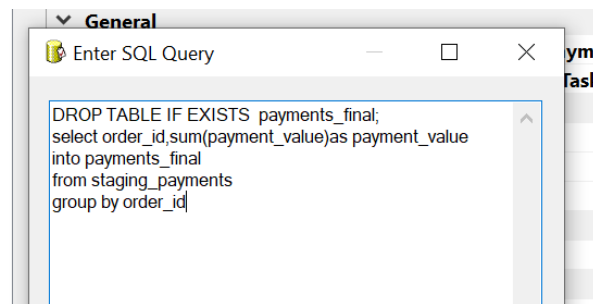 General
Enter SQL Query
DROP TABLE IF EXISTS  payments_final;
select order_id,sum(payment_value)as payment_value
into payments_final
from staging_payments
group by order_id